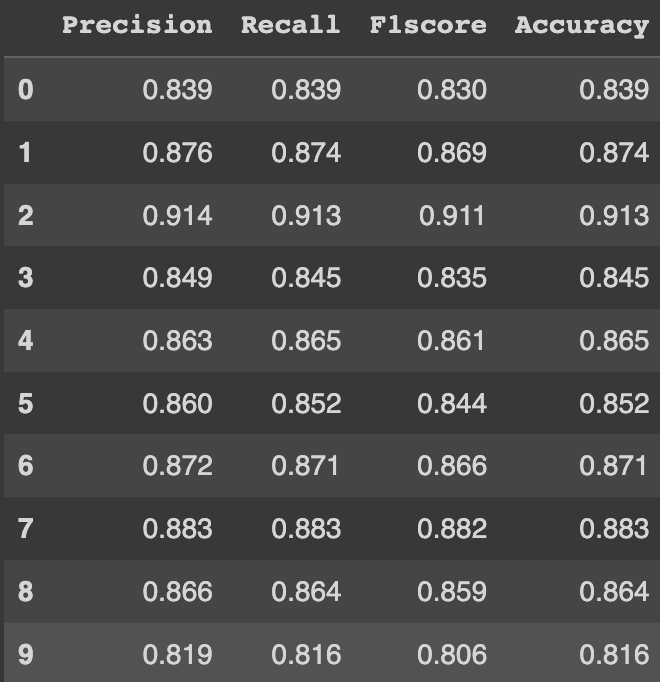 Precision Recall F1score Accuracy
0 0.839 0.839 0.830 0.839
1 0.876 0.874 0.869 0.874
2 0.914 0.913 0.911 0.913
3 0.849 0.845 0.835 0.845
4 0.863 0.865 0.861 0.865
5 0.860 0.852 0.844 0.852
6 0.872 0.871 0.866 0.871
7 0.883 0.883 0.882 0.883
8 0.866 0.864 0.859 0.864
9 0.819 0.816 0.806 0.816